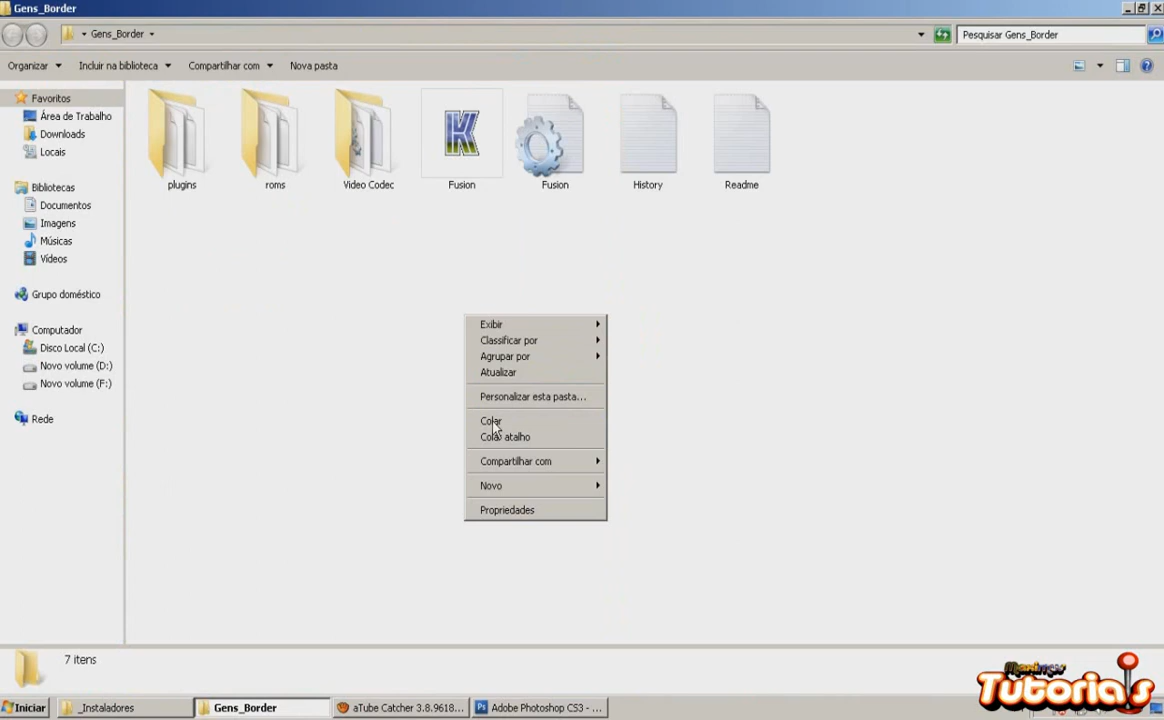 Gens_Border
Gens_Border
Pesquisar Gens_Border
Organizar
Incluir na biblioteca
Compartilhar com
Nova pasta
Favoritos
Área de Trabalho
Downloads
Locais
Bibliotecas
Documentos
Imagens
Músicas
Vídeos
Grupo doméstico
Computador
Disco Local (C:)
Novo volume (D:)
Novo volume (F:)
Rede
plugins
roms
Video Codec
Fusion
Fusion
History
Readme
Exibir
Classificar por
Agrupar por
Atualizar
Personalizar esta pasta...
Colar
Colar atalho
Compartilhar com
Novo
Propriedades
7 itens
Tutoria's
Iniciar
_Instaladores
Gens_Border
aTube Catcher 3.8.9618...
Adobe Photoshop CS3 - ...